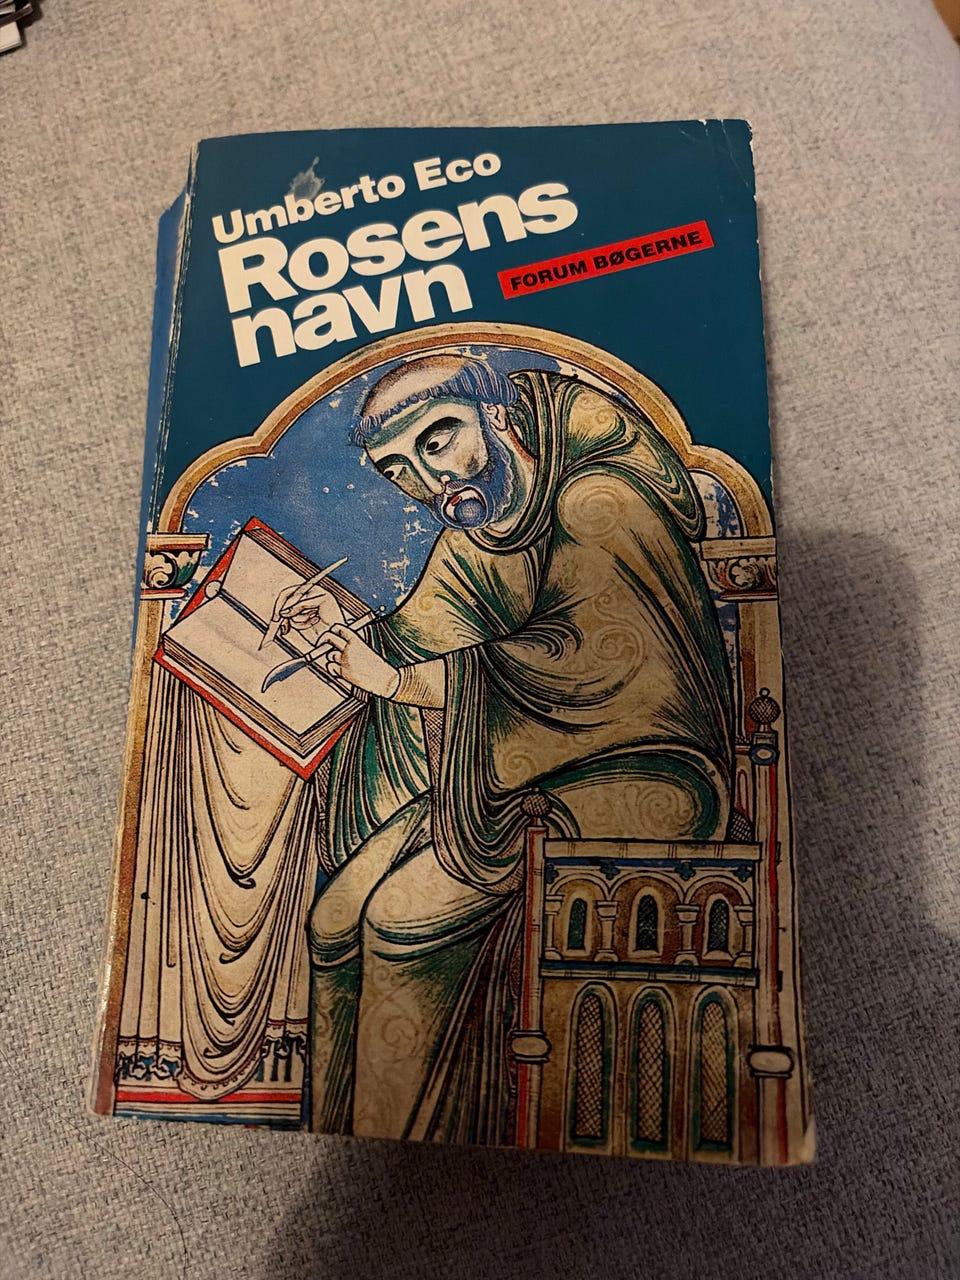 Umberto Eco
Rosens
navn
FORUM BØGERNE